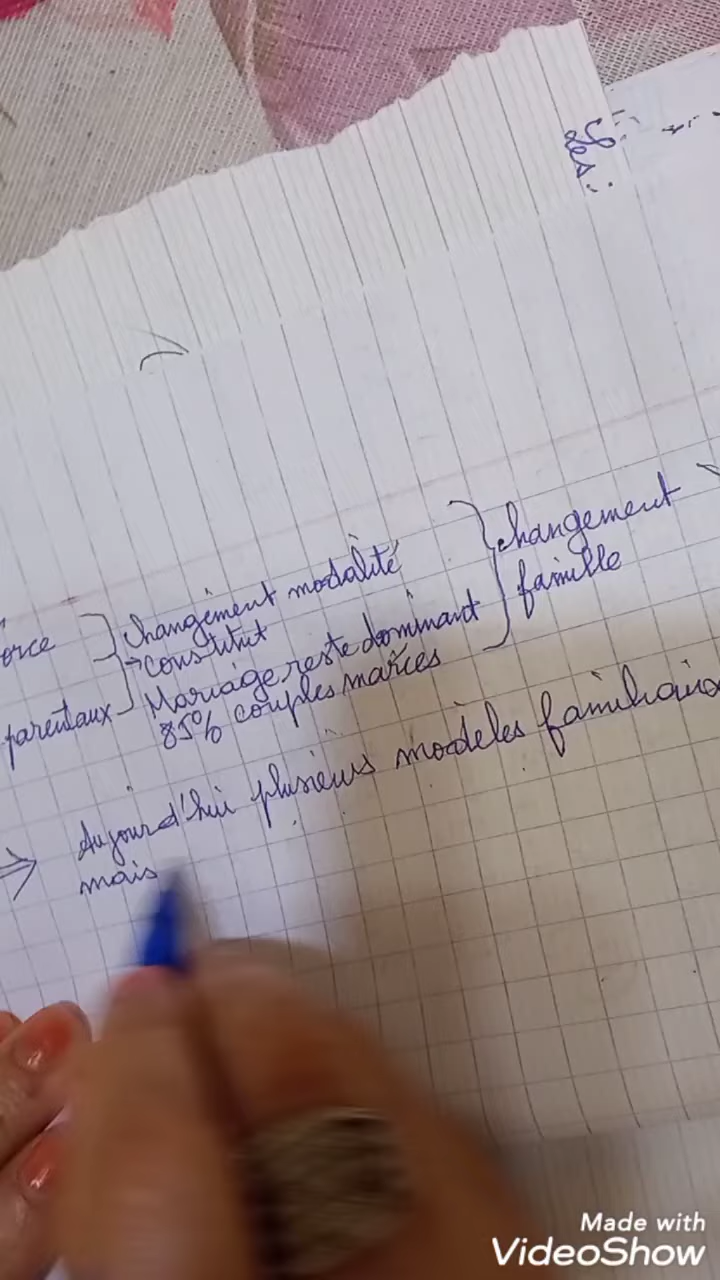 Les
orce
parentaux
Changement modalité
→ constitut
Mariage reste dominant
85% couples mariés
changement
famille
⇒ Aujourd'hui plusieurs modèles familiaux
mais
Made with
VideoShow